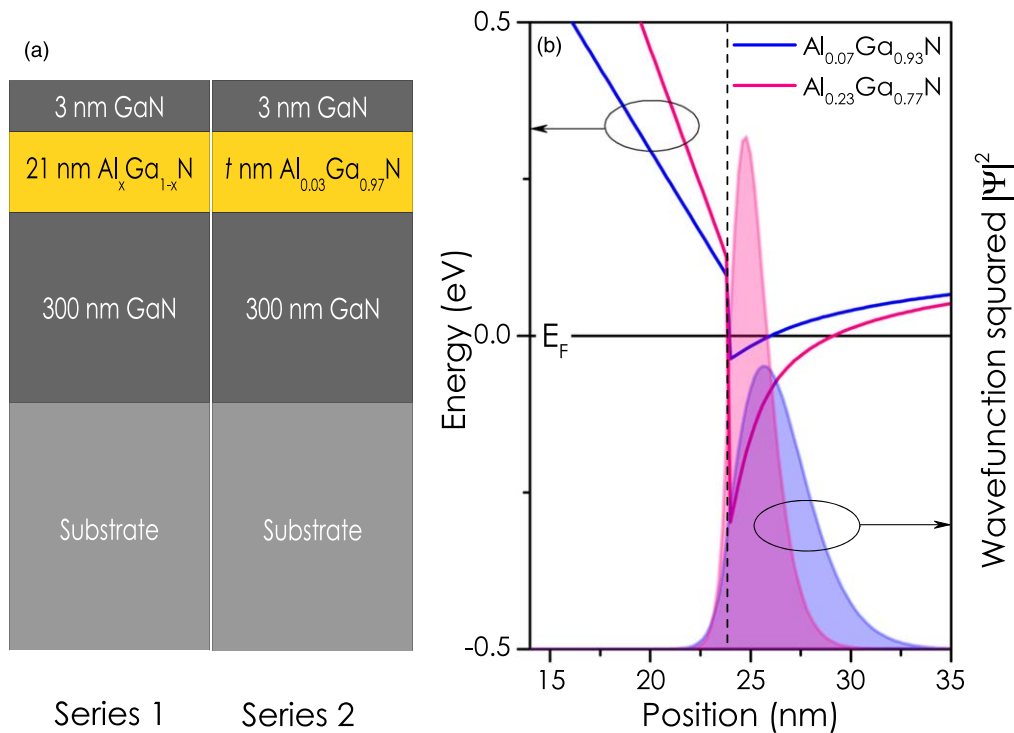 (a)
3 nm GaN
3 nm GaN
21 nm AlₓGa₁₋ₓN
t nm Al₀.₀₃Ga₀.₉₇N
300 nm GaN
300 nm GaN
Substrate
Substrate
Series 1
Series 2
(b)
Al₀.₀₇Ga₀.₉₃N
Al₀.₂₃Ga₀.₇₇N
0.5
0.0
-0.5
E_F
Energy (eV)
Wavefunction squared |Ψ|²
15
20
25
30
35
Position (nm)